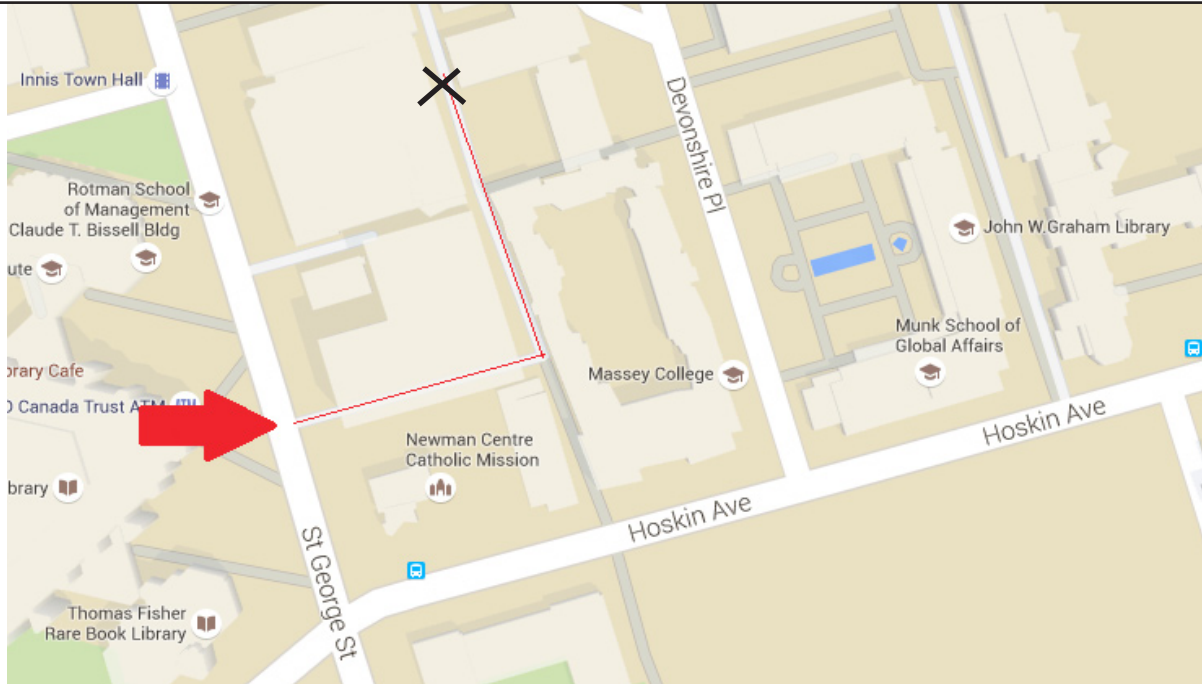 Innis Town Hall
Rotman School
of Management
Claude T. Bissell Bldg
ute
brary Cafe
D Canada Trust ATM
brary
Thomas Fisher
Rare Book Library
St George St
Newman Centre
Catholic Mission
Massey College
Devonshire Pl
John W.Graham Library
Munk School of
Global Affairs
Hoskin Ave
Hoskin Ave